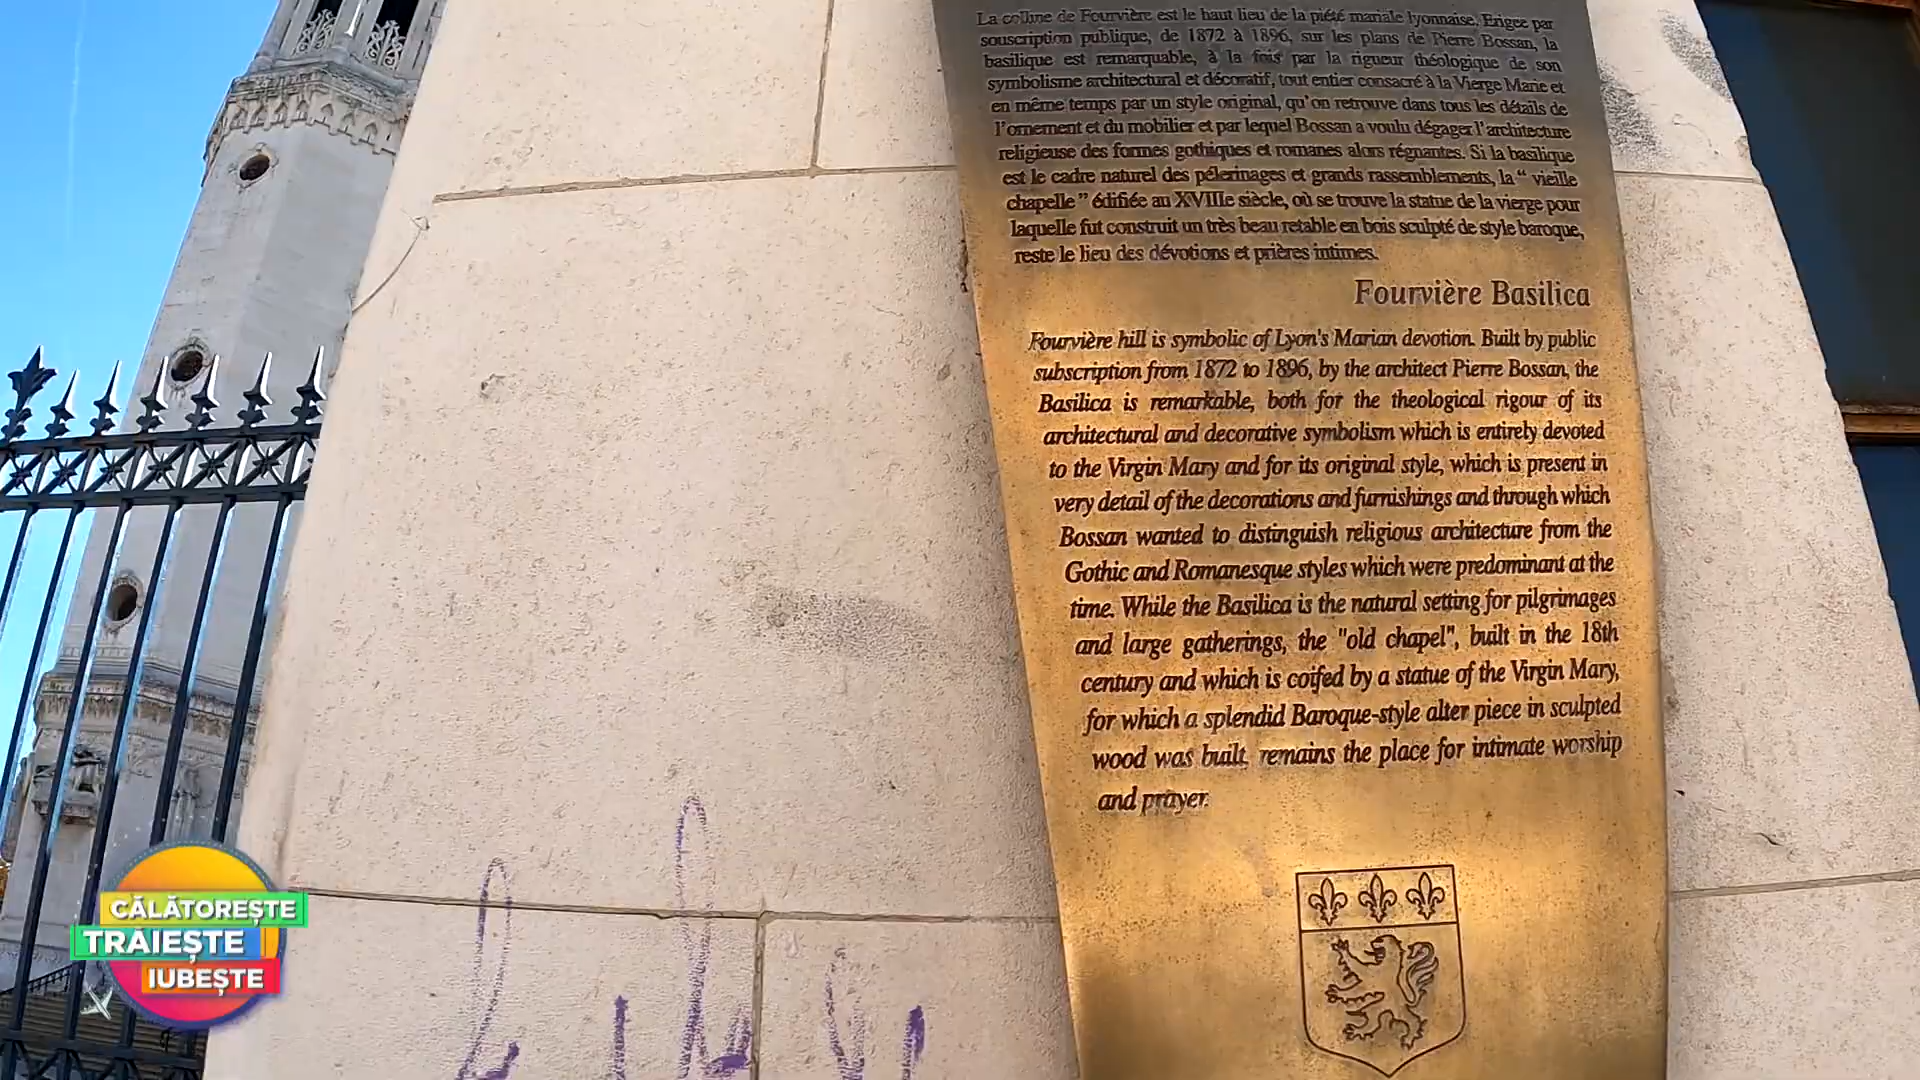 La colline de Fourvière est le haut lieu de la piété mariale lyonnaise. Erigée par
souscription publique, de 1872 à 1896, sur les plans de Pierre Bossan, la
basilique est remarquable, à la fois par la rigueur théologique de son
symbolisme architectural et décoratif, tout entier consacré à la Vierge Marie et
en même temps par un style original, qu'on retrouve dans tous les détails de
l'ornement et du mobilier et par lequel Bossan a voulu dégager l'architecture
religieuse des formes gothiques et romanes alors régnantes. Si la basilique
est le cadre naturel des pélerinages et grands rassemblements, la “ vieille
chapelle ” édifiée au XVIIIe siècle, où se trouve la statue de la vierge pour
laquelle fut construit un très beau retable en bois sculpté de style baroque,
reste le lieu des dévotions et prières intimes.
Fourvière Basilica
Fourvière hill is symbolic of Lyon's Marian devotion. Built by public
subscription from 1872 to 1896, by the architect Pierre Bossan, the
Basilica is remarkable, both for the theological rigour of its
architectural and decorative symbolism which is entirely devoted
to the Virgin Mary and for its original style, which is present in
very detail of the decorations and furnishings and through which
Bossan wanted to distinguish religious architecture from the
Gothic and Romanesque styles which were predominant at the
time. While the Basilica is the natural setting for pilgrimages
and large gatherings, the "old chapel", built in the 18th
century and which is coifed by a statue of the Virgin Mary,
for which a splendid Baroque-style alter piece in sculpted
wood was built, remains the place for intimate worship
and prayer.
CĂLĂTOREȘTE
TRAIEȘTE
IUBEȘTE